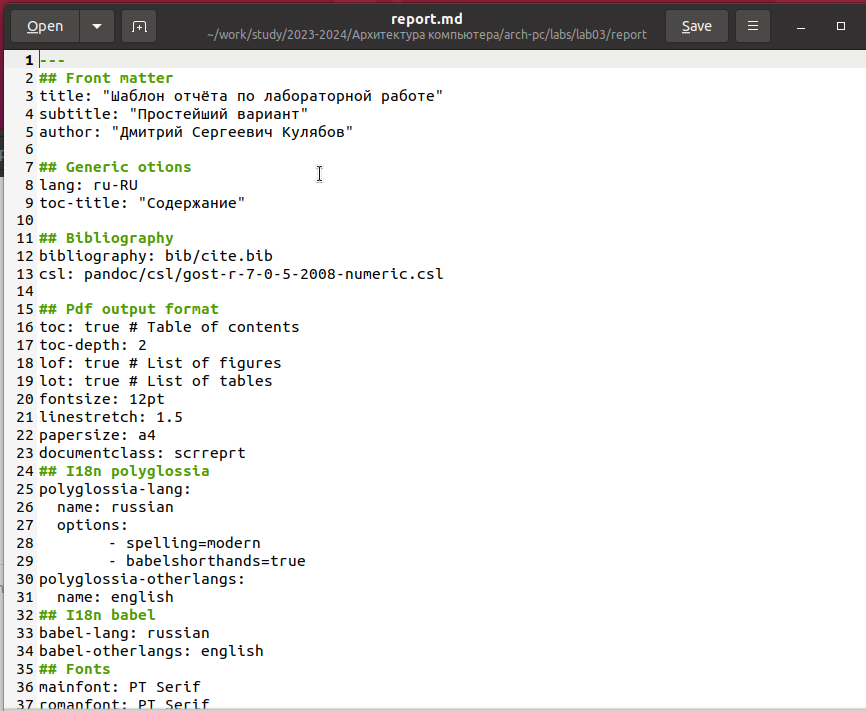 Open
report.md
~/work/study/2023-2024/Архитектура компьютера/arch-pc/labs/lab03/report
Save
1 ---
2 ## Front matter
3 title: "Шаблон отчёта по лабораторной работе"
4 subtitle: "Простейший вариант"
5 author: "Дмитрий Сергеевич Кулябов"
6
7 ## Generic otions
8 lang: ru-RU
9 toc-title: "Содержание"
10
11 ## Bibliography
12 bibliography: bib/cite.bib
13 csl: pandoc/csl/gost-r-7-0-5-2008-numeric.csl
14
15 ## Pdf output format
16 toc: true # Table of contents
17 toc-depth: 2
18 lof: true # List of figures
19 lot: true # List of tables
20 fontsize: 12pt
21 linestretch: 1.5
22 papersize: a4
23 documentclass: scrreprt
24 ## I18n polyglossia
25 polyglossia-lang:
26   name: russian
27   options:
28         - spelling=modern
29         - babelshorthands=true
30 polyglossia-otherlangs:
31   name: english
32 ## I18n babel
33 babel-lang: russian
34 babel-otherlangs: english
35 ## Fonts
36 mainfont: PT Serif
37 romanfont: PT Serif